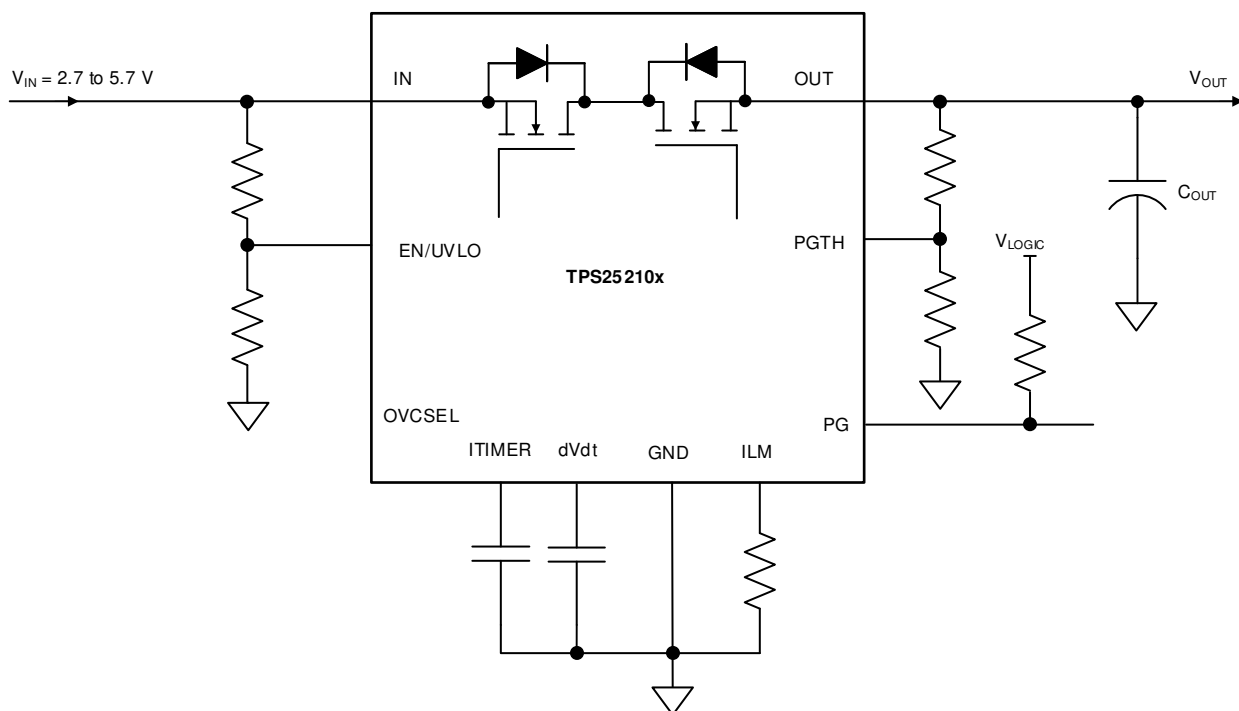 V_IN = 2.7 to 5.7 V
IN
OUT
V_OUT
EN/UVLO
PGTH
C_OUT
V_LOGIC
TPS25210x
OVCSEL
PG
ITIMER
dVdt
GND
ILM